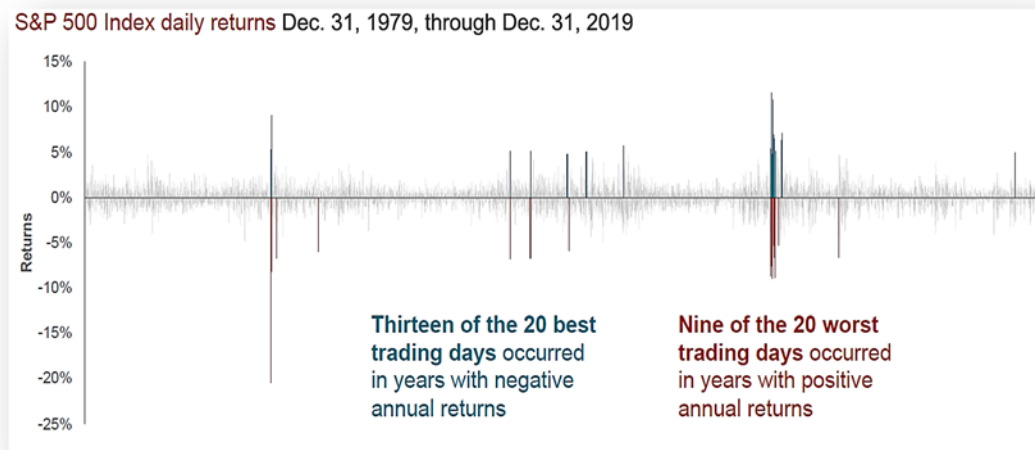 S&P 500 Index daily returns Dec. 31, 1979, through Dec. 31, 2019
15%
10%
5%
0%
-5%
-10%
-15%
-20%
-25%
Returns
Thirteen of the 20 best
trading days occurred
in years with negative
annual returns
Nine of the 20 worst
trading days occurred
in years with positive
annual returns